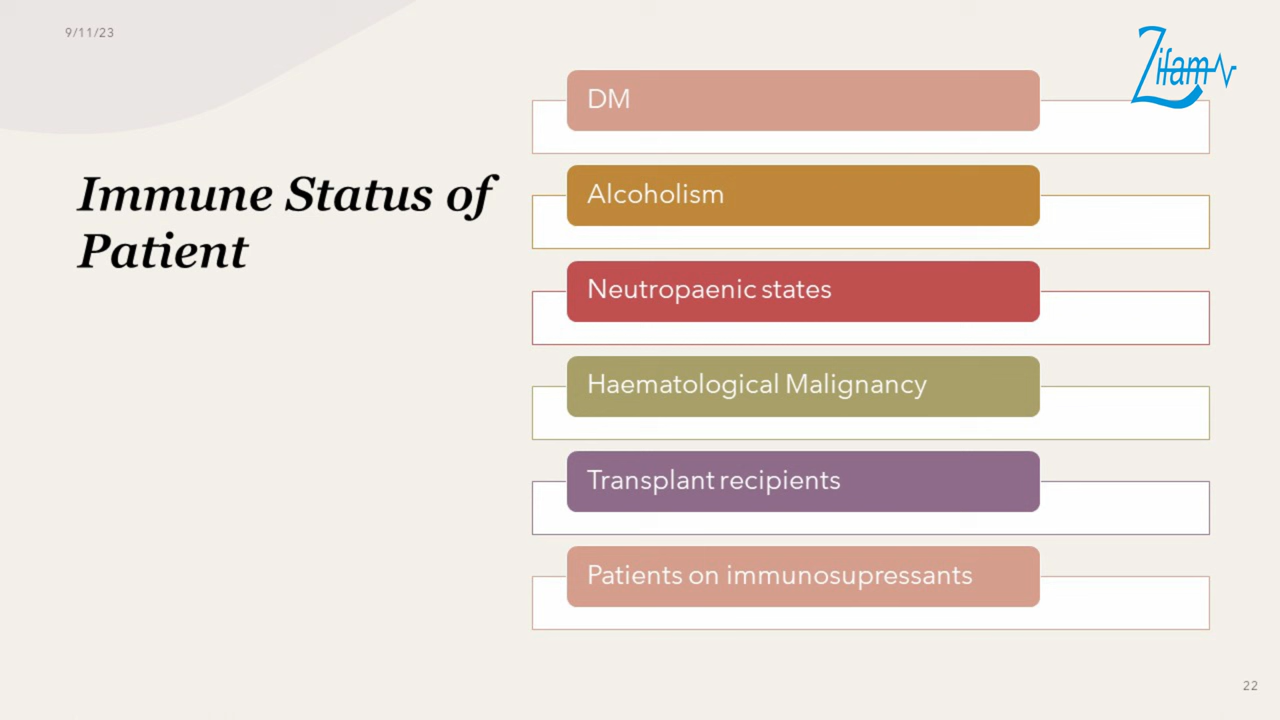 9/11/23
Zifam
Immune Status of
Patient
DM
Alcoholism
Neutropaenic states
Haematological Malignancy
Transplant recipients
Patients on immunosupressants
22